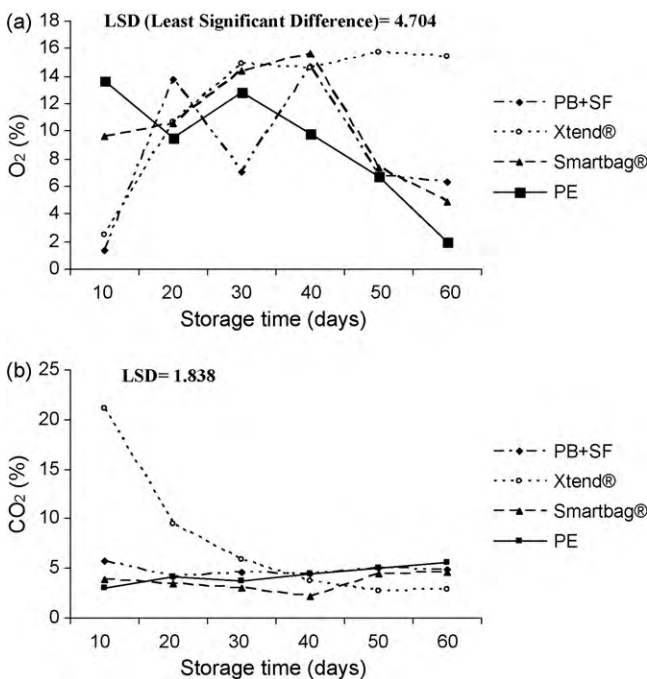 (a)
LSD (Least Significant Difference)= 4.704
18
16
14
12
10
8
6
4
2
0
O2 (%)
10 20 30 40 50 60
Storage time (days)
PB+SF
Xtend®
Smartbag®
PE
(b)
LSD= 1.838
25
20
15
10
5
0
CO2 (%)
10 20 30 40 50 60
Storage time (days)
PB+SF
Xtend®
Smartbag®
PE